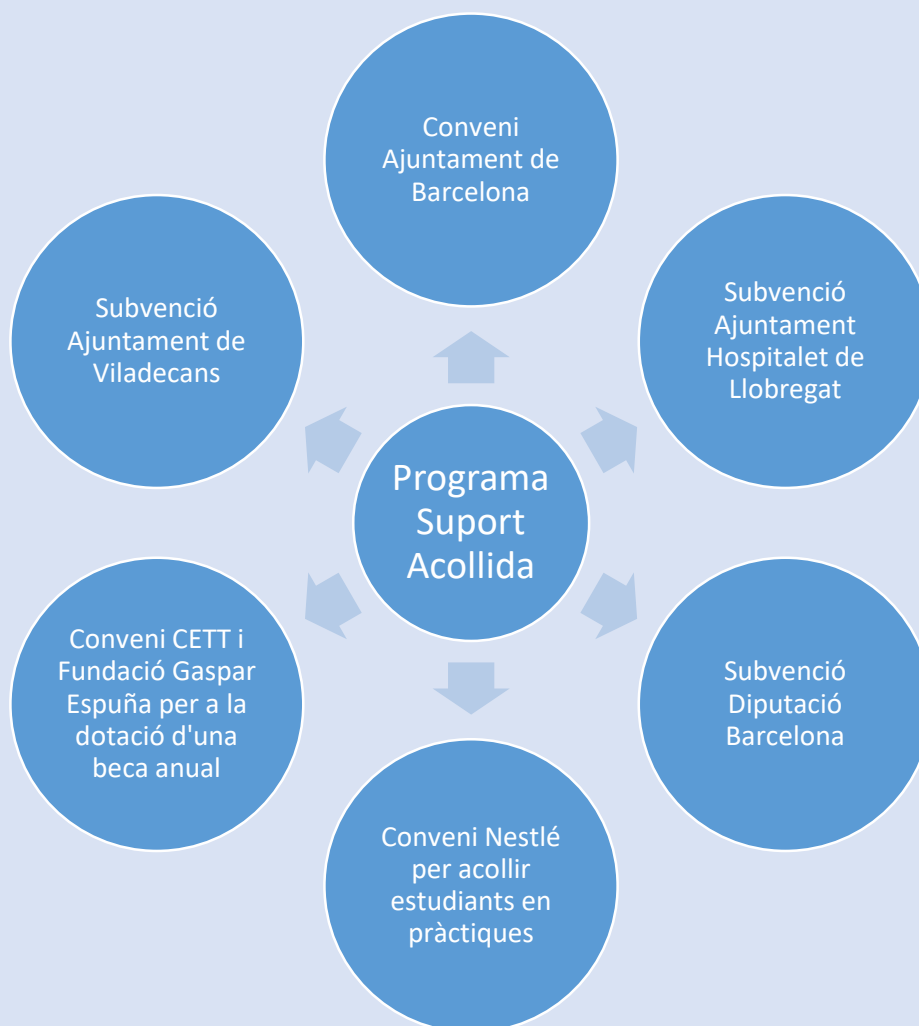 Conveni
Ajuntament de
Barcelona
Subvenció
Ajuntament
Hospitalet de
Llobregat
Subvenció
Diputació
Barcelona
Conveni Nestlé
per acollir
estudiants en
pràctiques
Conveni CETT i
Fundació Gaspar
Espuña per a la
dotació d'una
beca anual
Subvenció
Ajuntament de
Viladecans
Programa
Suport
Acollida